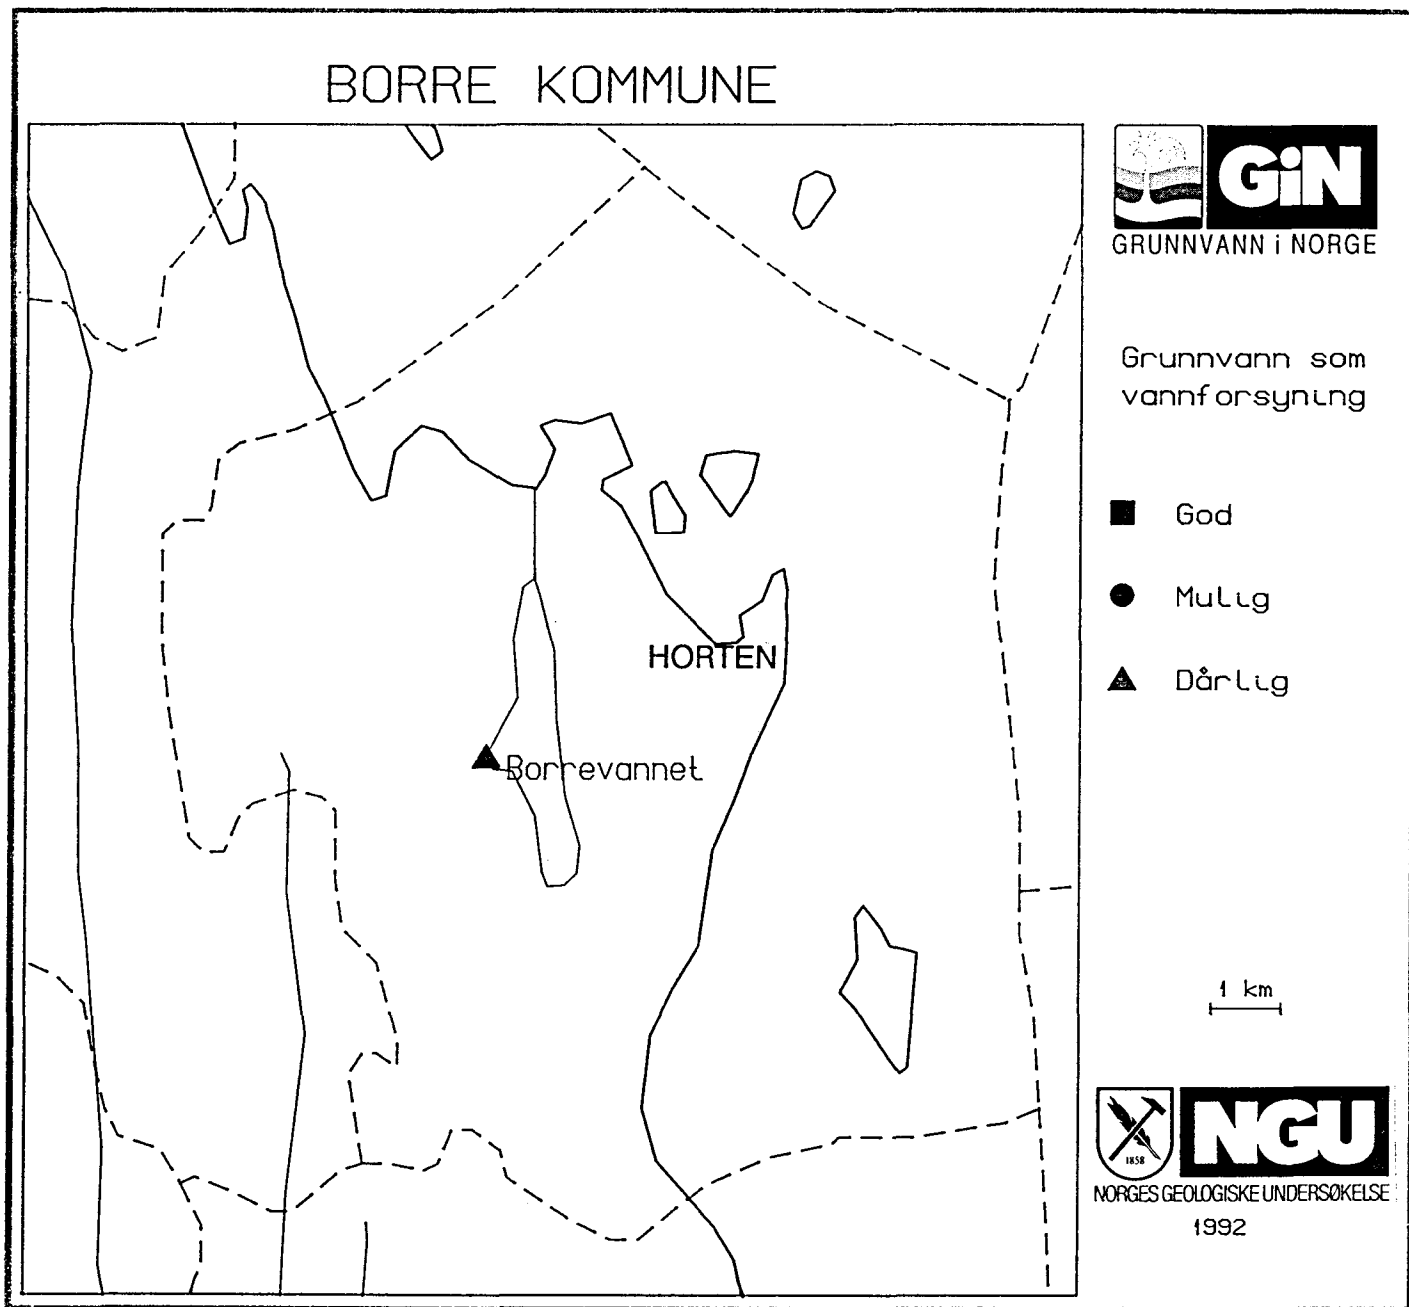 BORRE KOMMUNE
GiN
GRUNNVANN i NORGE
Grunnvann som
vannforsyning
God
Mulig
Dårlig
HORTEN
Borrevannet
1 km
1858
NGU
NORGES GEOLOGISKE UNDERSØKELSE
1992